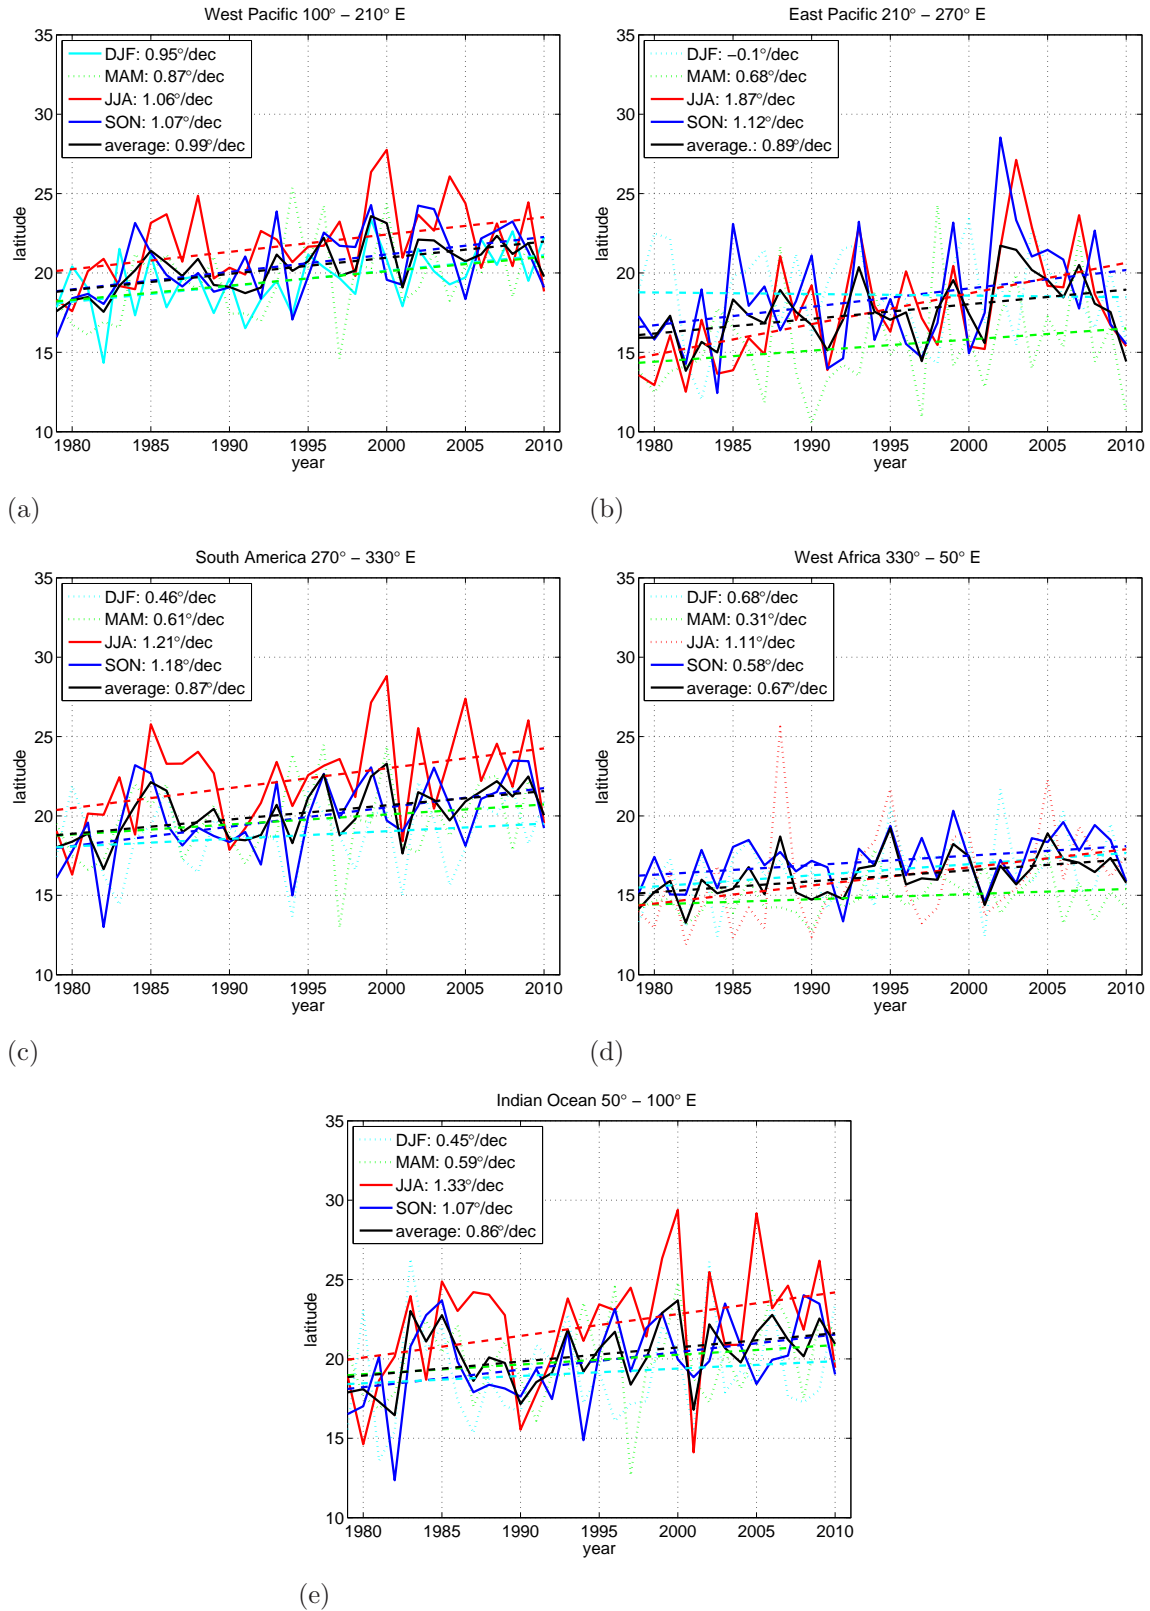 West Pacific 100° − 210° E
35
30
25
20
15
10
latitude
DJF: 0.95°/dec
MAM: 0.87°/dec
JJA: 1.06°/dec
SON: 1.07°/dec
average: 0.99°/dec
1980 1985 1990 1995 2000 2005 2010
year
(a)
East Pacific 210° − 270° E
35
30
25
20
15
10
latitude
DJF: −0.1°/dec
MAM: 0.68°/dec
JJA: 1.87°/dec
SON: 1.12°/dec
average.: 0.89°/dec
1980 1985 1990 1995 2000 2005 2010
year
(b)
South America 270° − 330° E
35
30
25
20
15
10
latitude
DJF: 0.46°/dec
MAM: 0.61°/dec
JJA: 1.21°/dec
SON: 1.18°/dec
average: 0.87°/dec
1980 1985 1990 1995 2000 2005 2010
year
(c)
West Africa 330° − 50° E
35
30
25
20
15
10
latitude
DJF: 0.68°/dec
MAM: 0.31°/dec
JJA: 1.11°/dec
SON: 0.58°/dec
average: 0.67°/dec
1980 1985 1990 1995 2000 2005 2010
year
(d)
Indian Ocean 50° − 100° E
35
30
25
20
15
10
latitude
DJF: 0.45°/dec
MAM: 0.59°/dec
JJA: 1.33°/dec
SON: 1.07°/dec
average: 0.86°/dec
1980 1985 1990 1995 2000 2005 2010
year
(e)